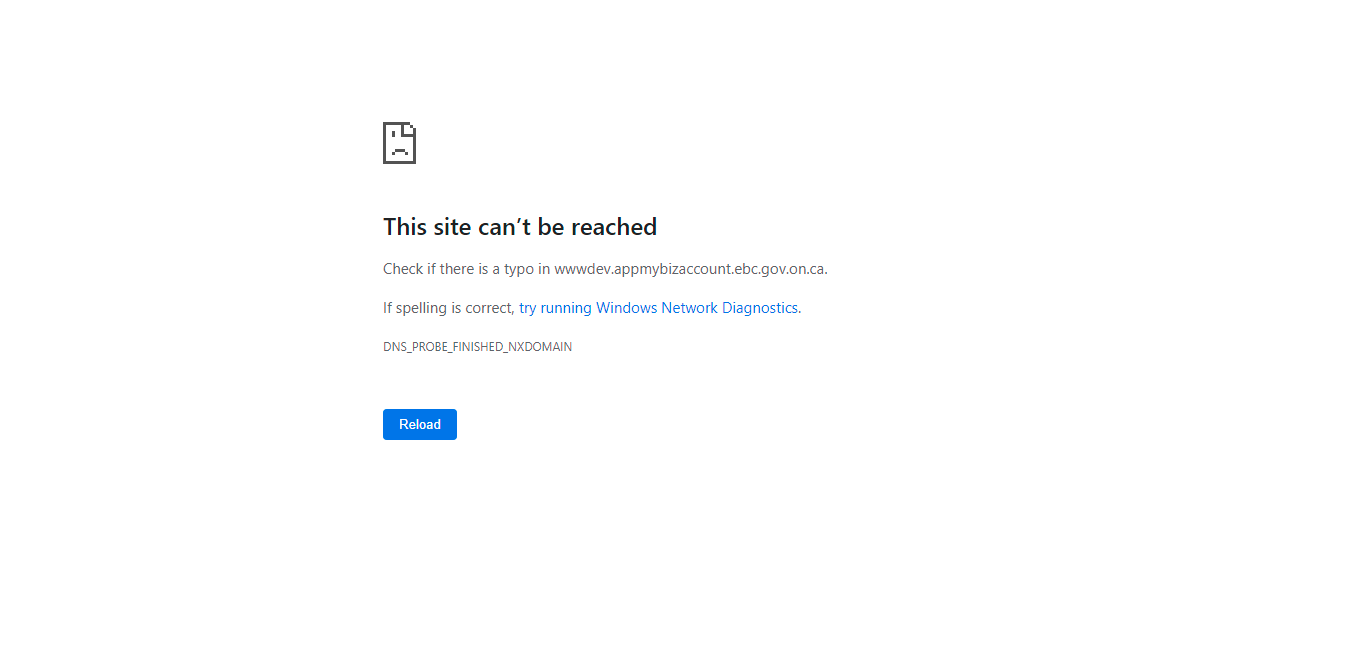 This site can’t be reached
Check if there is a typo in wwwdev.appmybizaccount.ebc.gov.on.ca.
If spelling is correct, try running Windows Network Diagnostics.
DNS_PROBE_FINISHED_NXDOMAIN
Reload